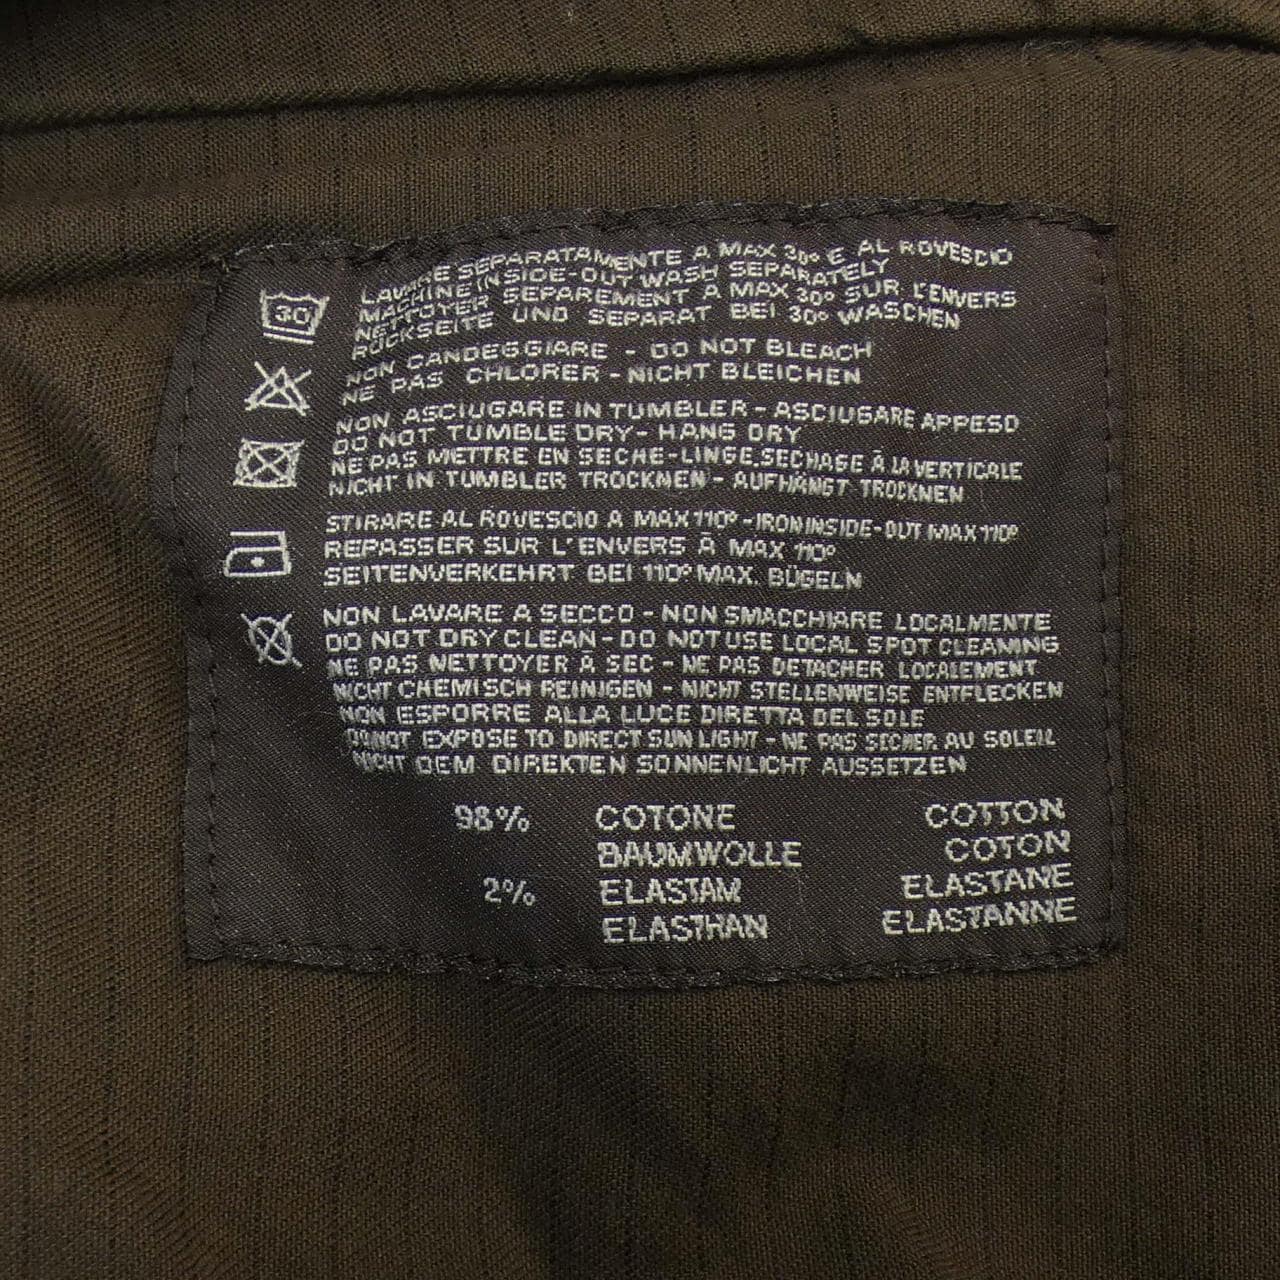 LAVARE SEPARATAMENTE A MAX 30° E AL ROVESCIO
MACHINE INSIDE-OUT WASH SEPARATELY
NETTOYER SEPAREMENT A MAX 30° SUR L'ENVERS
RÜCKSEITE UND SEPARAT BEI 30° WASCHEN
30
NON CANDEGGIARE - DO NOT BLEACH
NE PAS CHLORER - NICHT BLEICHEN
NON ASCIUGARE IN TUMBLER - ASCIUGARE APPESO
DO NOT TUMBLE DRY - HANG DRY
NE PAS METTRE EN SECHE-LINGE.SECHAGE À LA VERTICALE
NICHT IN TUMBLER TROCKNEN - AUFHÄNGT TROCKNEN
STIRARE AL ROVESCIO A MAX 110° - IRON INSIDE-OUT MAX 110°
REPASSER SUR L'ENVERS À MAX 110°
SEITENVERKEHRT BEI 110° MAX. BÜGELN
NON LAVARE A SECCO - NON SMACCHIARE LOCALMENTE
DO NOT DRY CLEAN - DO NOT USE LOCAL SPOT CLEANING
NE PAS NETTOYER À SEC - NE PAS DETACHER LOCALEMENT
NICHT CHEMISCH REINIGEN - NICHT STELLENWEISE ENTFLECKEN
NON ESPORRE ALLA LUCE DIRETTA DEL SOLE
DO NOT EXPOSE TO DIRECT SUN LIGHT - NE PAS SECHER AU SOLEIL
NICHT DEM DIREKTEN SONNENLICHT AUSSETZEN
98% COTONE COTTON
BAUMWOLLE COTON
2% ELASTAM ELASTANE
ELASTHAN ELASTANNE